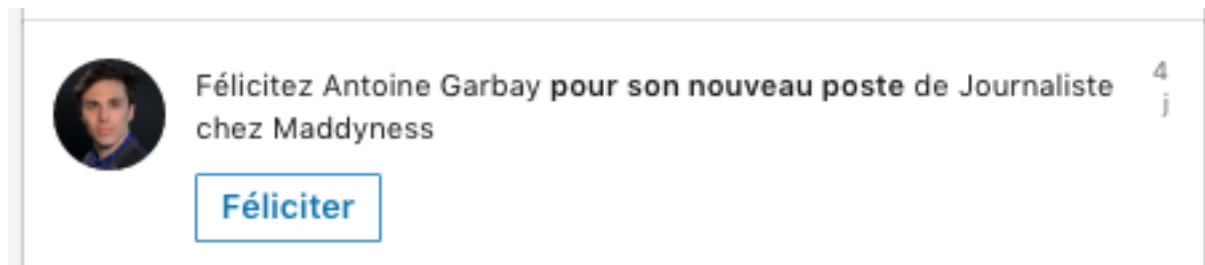 Félicitez Antoine Garbay pour son nouveau poste de Journaliste
chez Maddyness
4
j
Féliciter